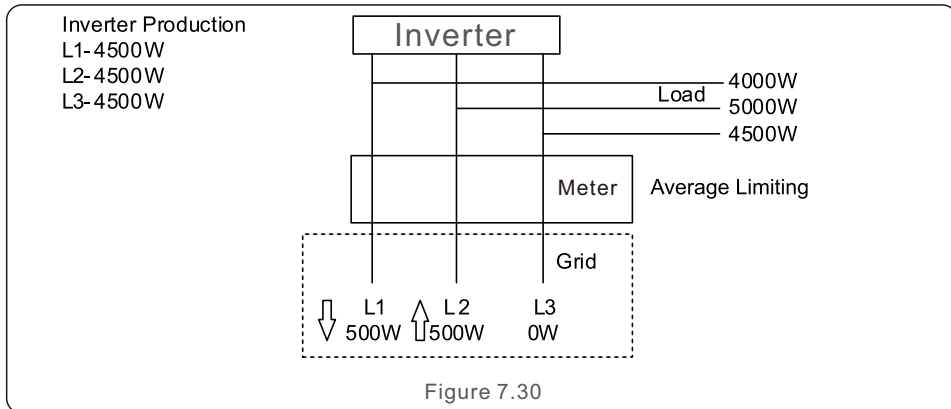 Inverter Production
L1-4500W
L2-4500W
L3-4500W
Inverter
4000W
Load
5000W
4500W
Meter
Average Limiting
Grid
L1 L2 L3
500W 500W 0W
Figure 7.30